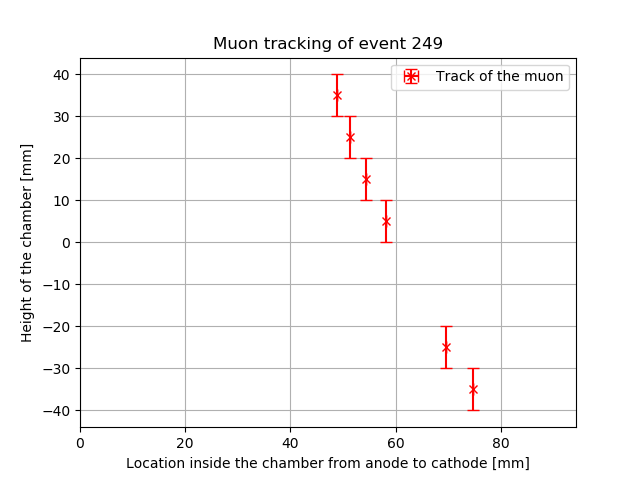 Muon tracking of event 249
Track of the muon
Height of the chamber [mm]
40
30
20
10
0
−10
−20
−30
−40
0 20 40 60 80
Location inside the chamber from anode to cathode [mm]